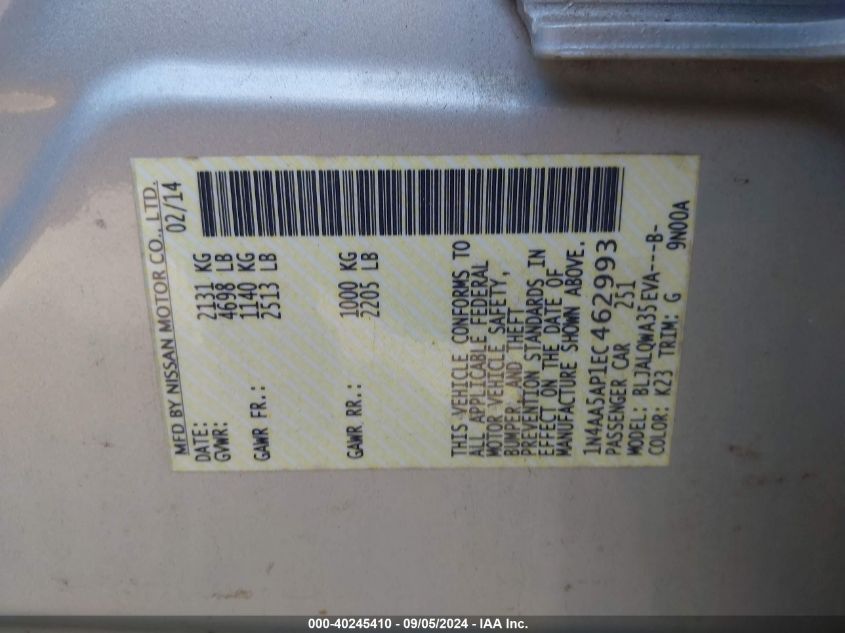 MFD BY NISSAN MOTOR CO., LTD.
DATE: 02/14
GVWR: 2131 KG
4698 LB
GAWR FR.: 1140 KG
2513 LB
GAWR RR.: 1000 KG
2205 LB
THIS VEHICLE CONFORMS TO
ALL APPLICABLE FEDERAL
MOTOR VEHICLE SAFETY,
BUMPER, AND THEFT
PREVENTION STANDARDS IN
EFFECT ON THE DATE OF
MANUFACTURE SHOWN ABOVE.
1N4AA5AP1EC462993
PASSENGER CAR 251
MODEL: BLJALQWA35EVA---B-
COLOR: K23 TRIM: G 9N00A
000-40245410 - 09/05/2024 - IAA Inc.